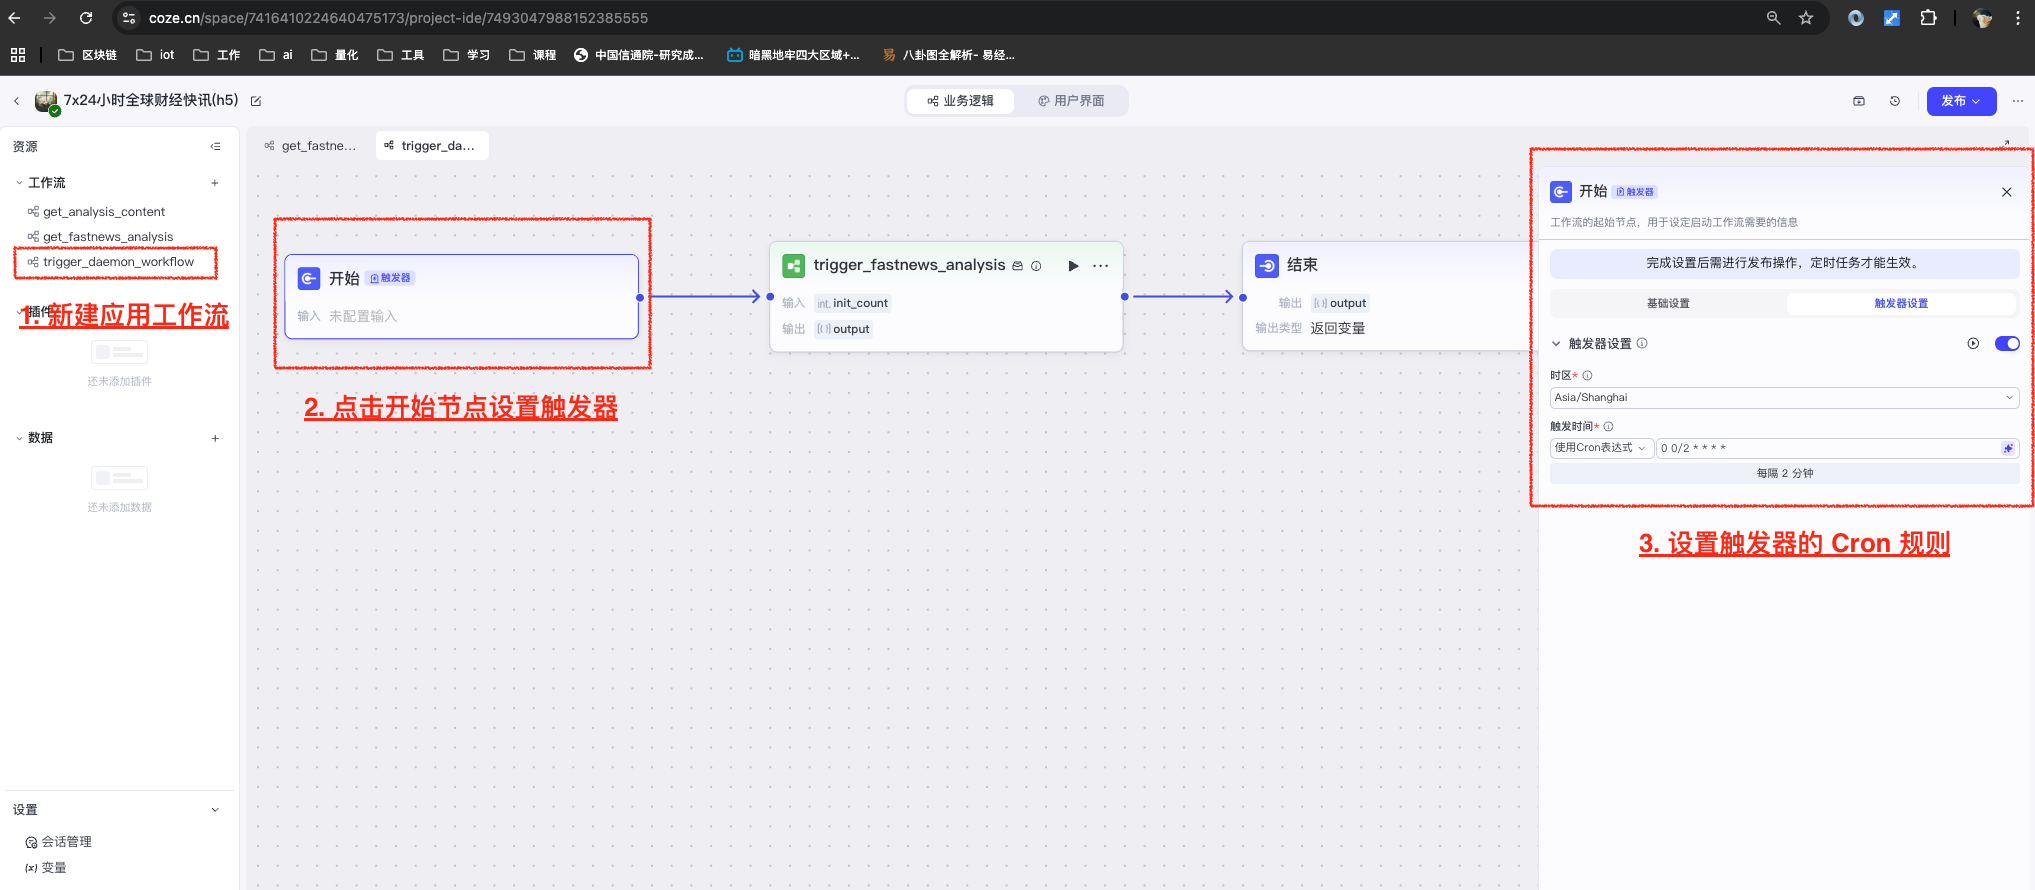 coze.cn/space/7416410224640475173/project-ide/7493047988152385555
区块链 iot 工作 ai 量化 工具 学习 课程 中国信通院-研究成... 暗黑地牢四大区域+... 易 八卦图全解析- 易经...
7x24小时全球财经快讯(h5) 业务逻辑 用户界面 发布
资源
工作流
get_analysis_content
get_fastnews_analysis
trigger_daemon_workflow
1. 新建应用工作流
插件
还未添加插件
数据
还未添加数据
设置
会话管理
(x) 变量
get_fastne... trigger_da...
开始 触发器
输入 未配置输入
2. 点击开始节点设置触发器
trigger_fastnews_analysis
输入 int. init_count
输出 output
结束
输出 output
输出类型 返回变量
开始 触发器
工作流的起始节点，用于设定启动工作流需要的信息
完成设置后需进行发布操作，定时任务才能生效。
基础设置 触发器设置
触发器设置
时区*
Asia/Shanghai
触发时间*
使用Cron表达式 0 0/2 * * * *
每隔 2 分钟
3. 设置触发器的 Cron 规则